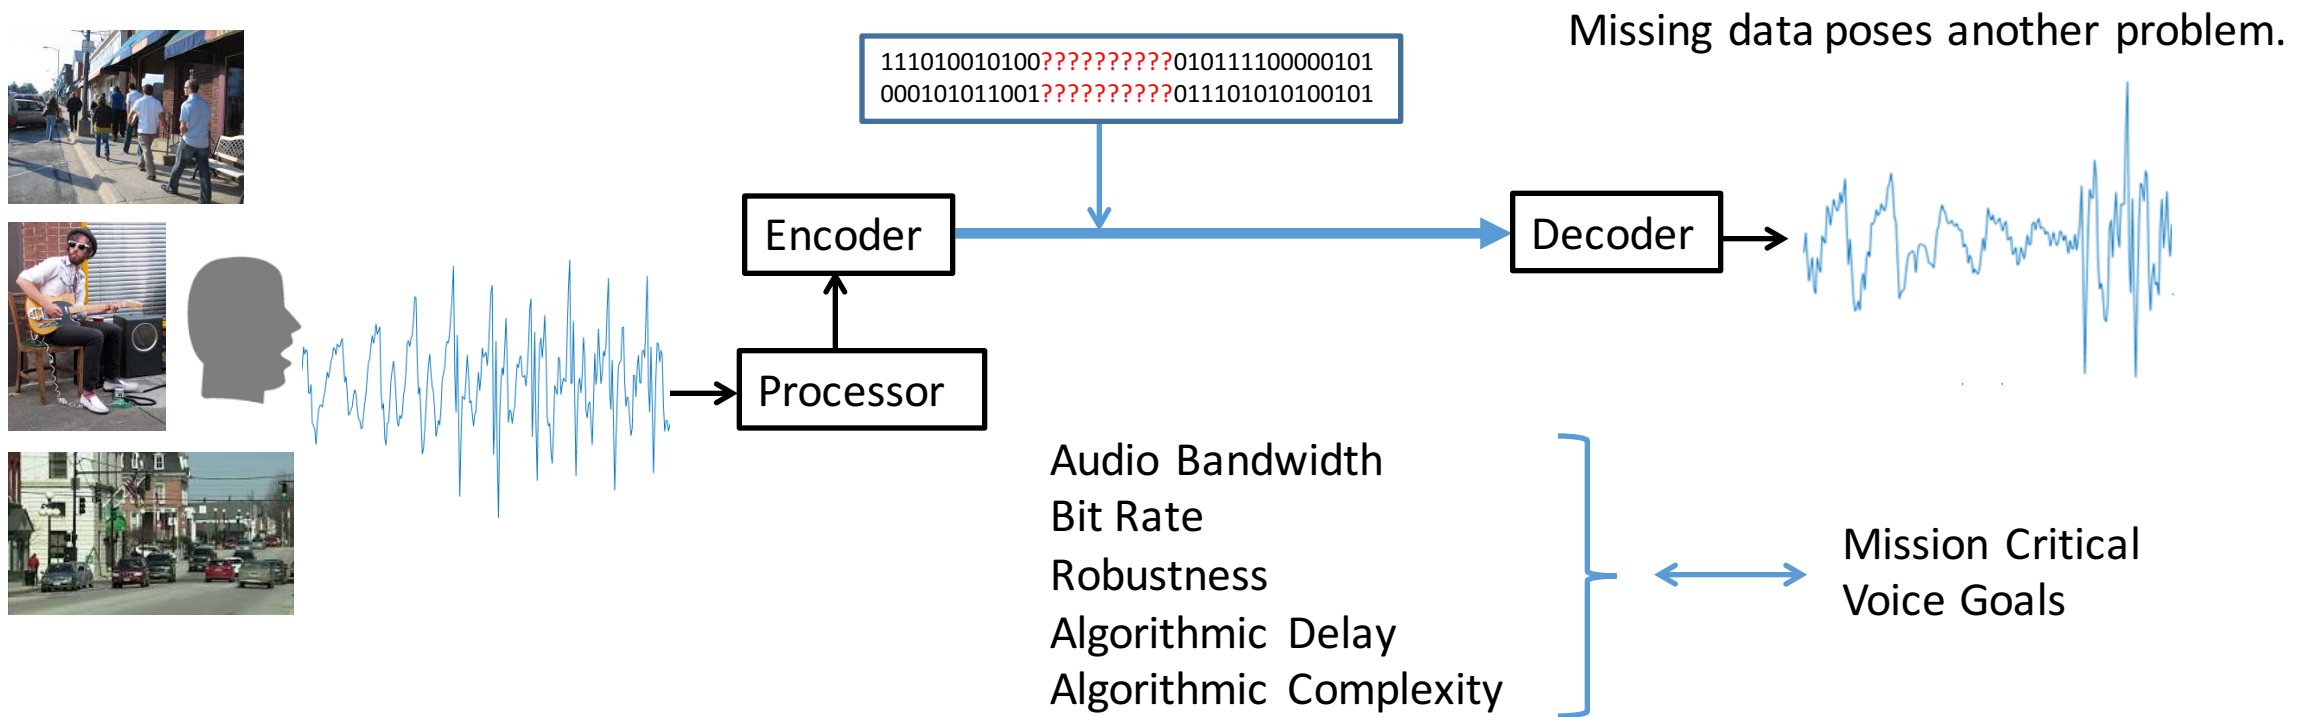 Missing data poses another problem.
111010010100??????????010111100000101
000101011001??????????011101010100101
Encoder
Decoder
Processor
Audio Bandwidth
Bit Rate
Robustness
Algorithmic Delay
Algorithmic Complexity
Mission Critical
Voice Goals